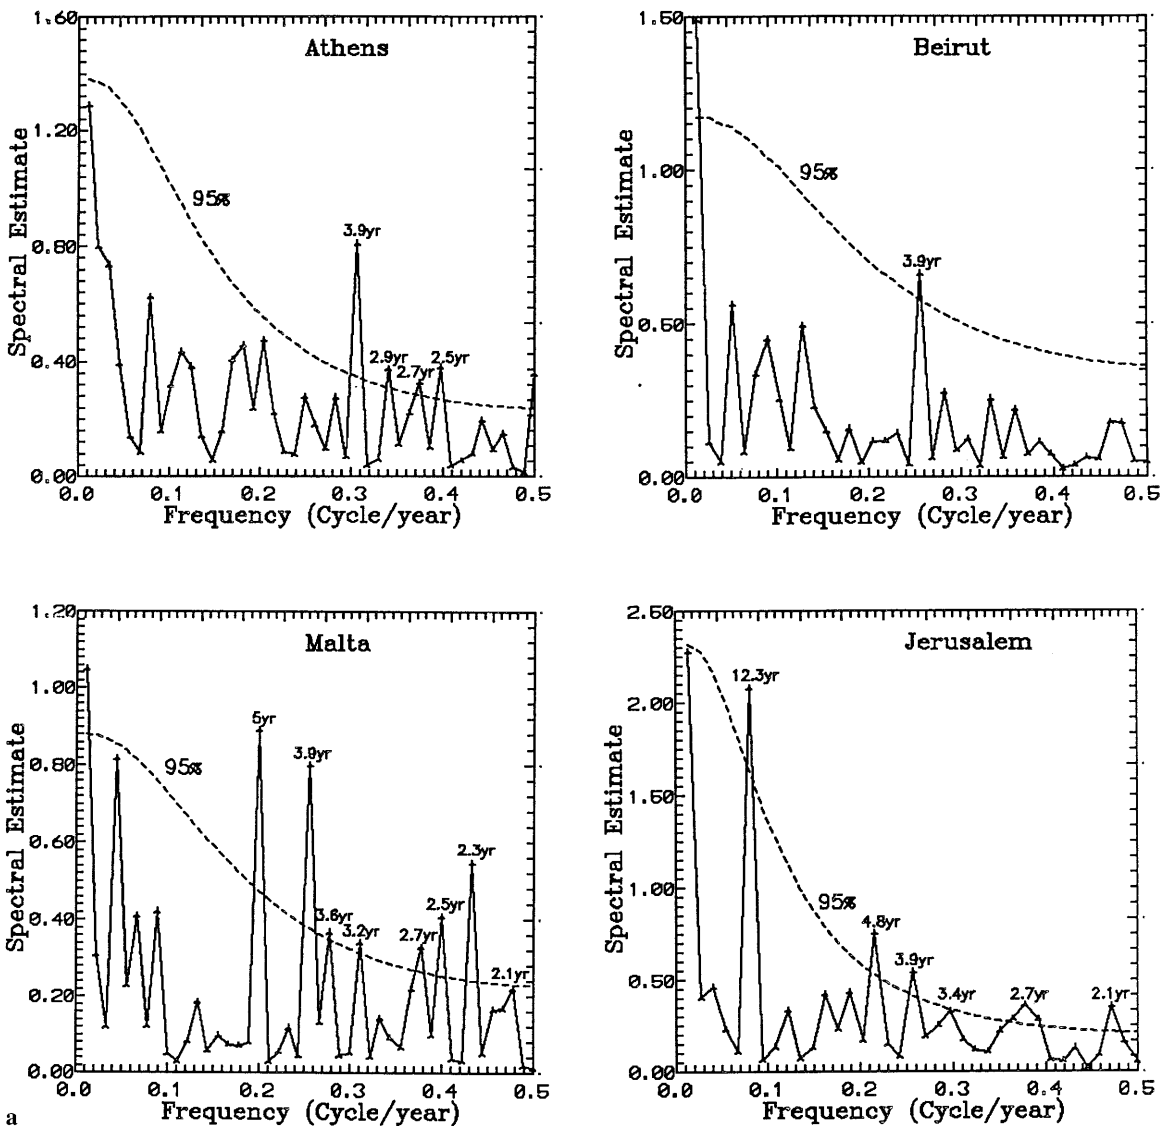 Athens
1.60
1.20
0.80
0.40
0.00
Spectral Estimate
95%
3.9yr
2.9yr
2.7yr
2.5yr
0.0 0.1 0.2 0.3 0.4 0.5
Frequency (Cycle/year)
Beirut
1.50
1.00
0.50
0.00
Spectral Estimate
95%
3.9yr
0.0 0.1 0.2 0.3 0.4 0.5
Frequency (Cycle/year)
Malta
1.20
1.00
0.80
0.60
0.40
0.20
0.00
Spectral Estimate
95%
5yr
3.9yr
3.6yr
3.2yr
2.7yr
2.5yr
2.3yr
2.1yr
0.0 0.1 0.2 0.3 0.4 0.5
Frequency (Cycle/year)
Jerusalem
2.50
2.00
1.50
1.00
0.50
0.00
Spectral Estimate
12.3yr
95%
4.8yr
3.9yr
3.4yr
2.7yr
2.1yr
0.0 0.1 0.2 0.3 0.4 0.5
Frequency (Cycle/year)
a